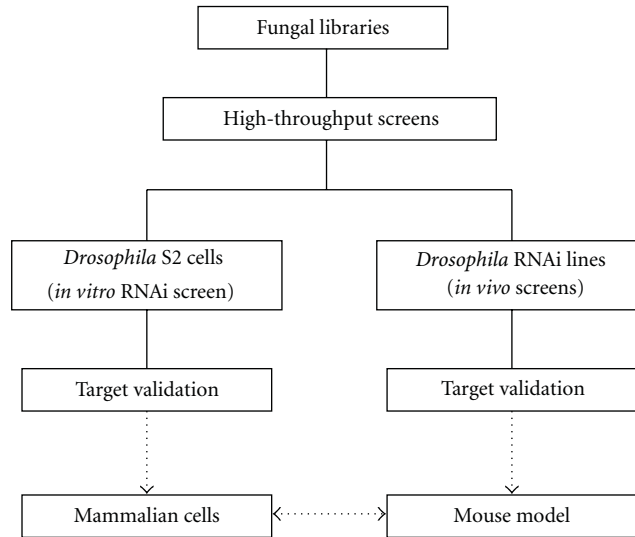 Fungal libraries
High-throughput screens
Drosophila S2 cells
(in vitro RNAi screen)
Drosophila RNAi lines
(in vivo screens)
Target validation
Target validation
Mammalian cells
Mouse model